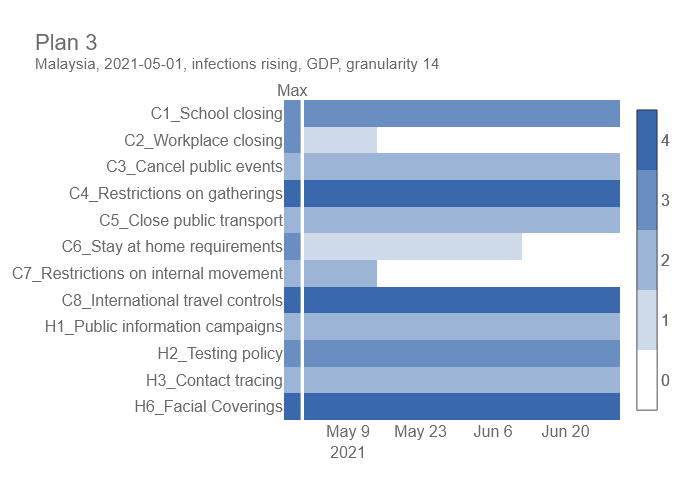 Plan 3
Malaysia, 2021-05-01, infections rising, GDP, granularity 14
Max
C1_School closing
C2_Workplace closing
C3_Cancel public events
C4_Restrictions on gatherings
C5_Close public transport
C6_Stay at home requirements
C7_Restrictions on internal movement
C8_International travel controls
H1_Public information campaigns
H2_Testing policy
H3_Contact tracing
H6_Facial Coverings
May 9
2021
May 23
Jun 6
Jun 20
4
3
2
1
0